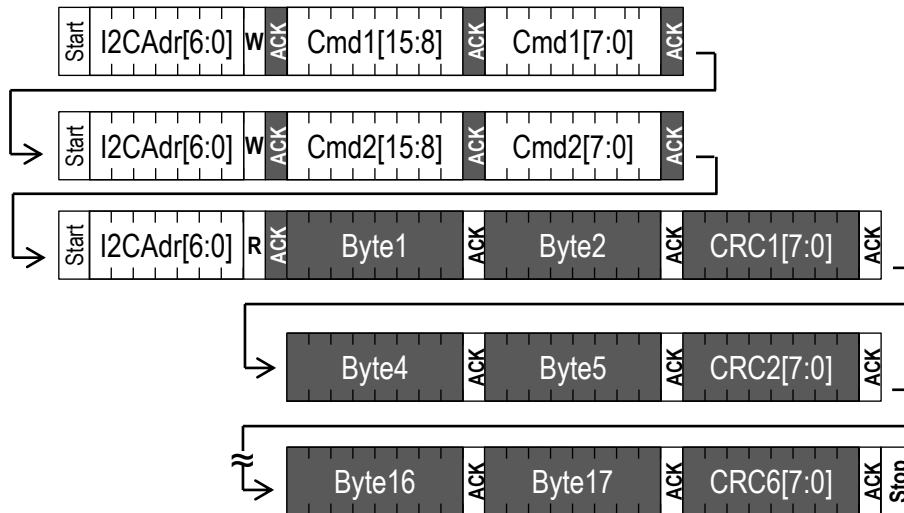 Start I2CAdr[6:0] W ACK Cmd1[15:8] ACK Cmd1[7:0] ACK
Start I2CAdr[6:0] W ACK Cmd2[15:8] ACK Cmd2[7:0] ACK
Start I2CAdr[6:0] R ACK Byte1 ACK Byte2 ACK CRC1[7:0] ACK
Byte4 ACK Byte5 ACK CRC2[7:0] ACK
Byte16 ACK Byte17 ACK CRC6[7:0] ACK Stop